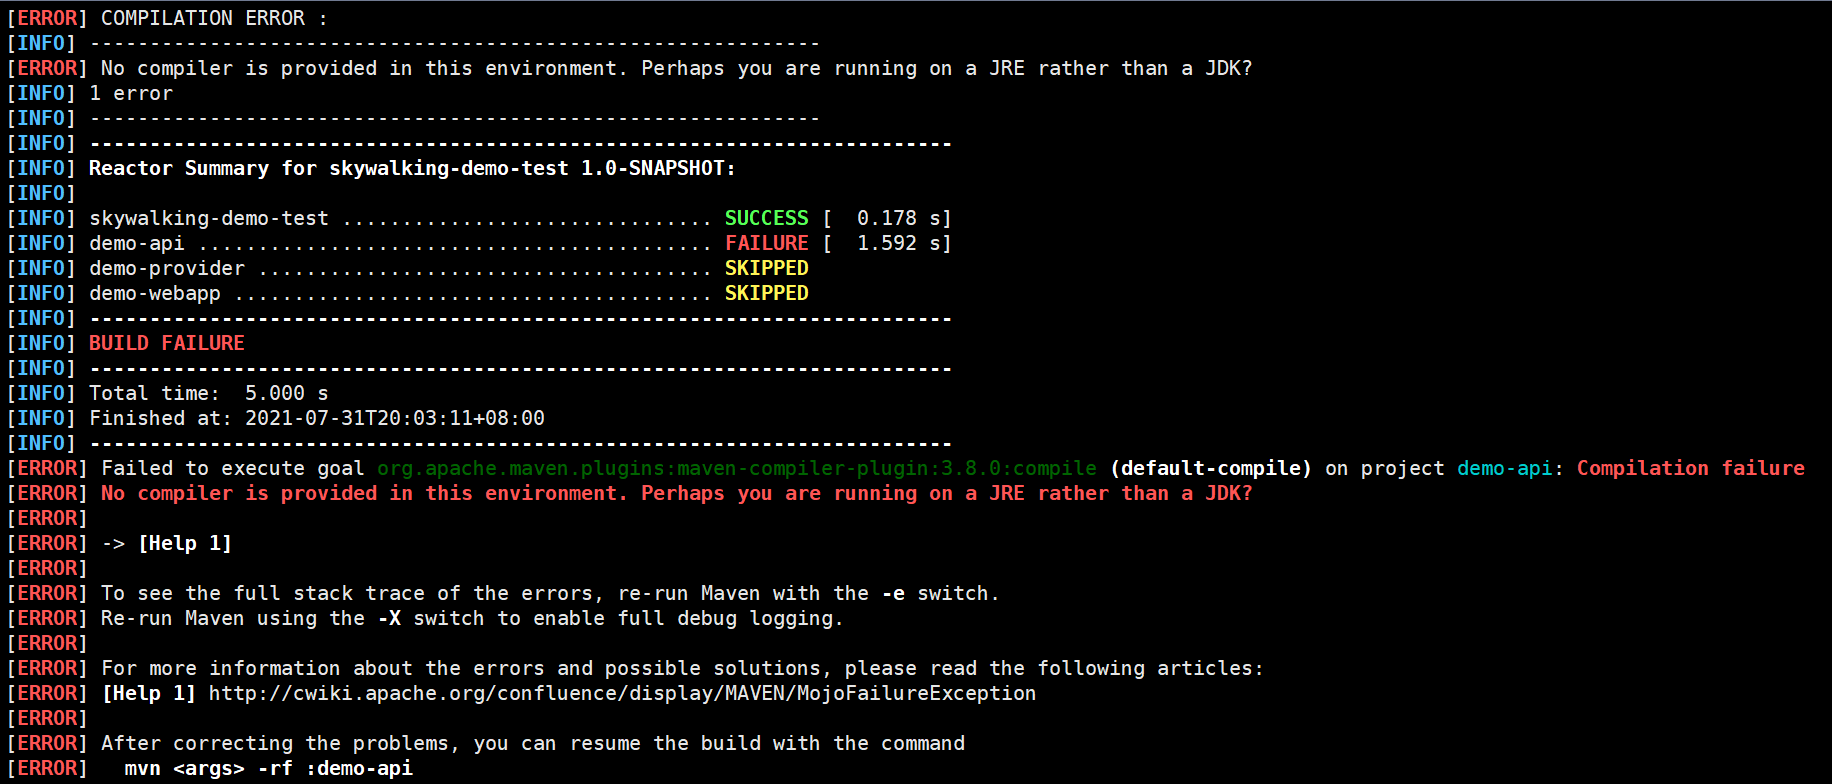 [ERROR] COMPILATION ERROR :
[INFO] -------------------------------------------------------------
[ERROR] No compiler is provided in this environment. Perhaps you are running on a JRE rather than a JDK?
[INFO] 1 error
[INFO] -------------------------------------------------------------
[INFO] ------------------------------------------------------------------------
[INFO] Reactor Summary for skywalking-demo-test 1.0-SNAPSHOT:
[INFO]
[INFO] skywalking-demo-test ............................... SUCCESS [  0.178 s]
[INFO] demo-api ........................................... FAILURE [  1.592 s]
[INFO] demo-provider ...................................... SKIPPED
[INFO] demo-webapp ........................................ SKIPPED
[INFO] ------------------------------------------------------------------------
[INFO] BUILD FAILURE
[INFO] ------------------------------------------------------------------------
[INFO] Total time:  5.000 s
[INFO] Finished at: 2021-07-31T20:03:11+08:00
[INFO] ------------------------------------------------------------------------
[ERROR] Failed to execute goal org.apache.maven.plugins:maven-compiler-plugin:3.8.0:compile (default-compile) on project demo-api: Compilation failure
[ERROR] No compiler is provided in this environment. Perhaps you are running on a JRE rather than a JDK?
[ERROR]
[ERROR] -> [Help 1]
[ERROR]
[ERROR] To see the full stack trace of the errors, re-run Maven with the -e switch.
[ERROR] Re-run Maven using the -X switch to enable full debug logging.
[ERROR]
[ERROR] For more information about the errors and possible solutions, please read the following articles:
[ERROR] [Help 1] http://cwiki.apache.org/confluence/display/MAVEN/MojoFailureException
[ERROR]
[ERROR] After correcting the problems, you can resume the build with the command
[ERROR]   mvn <args> -rf :demo-api